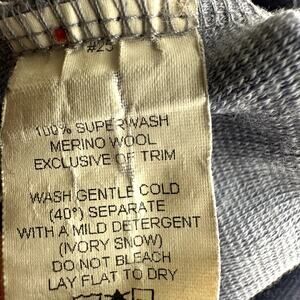 #25
100% SUPERWASH
MERINO WOOL
EXCLUSIVE OF TRIM
WASH GENTLE COLD
(40°) SEPARATE
WITH A MILD DETERGENT
(IVORY SNOW)
DO NOT BLEACH
LAY FLAT TO DRY